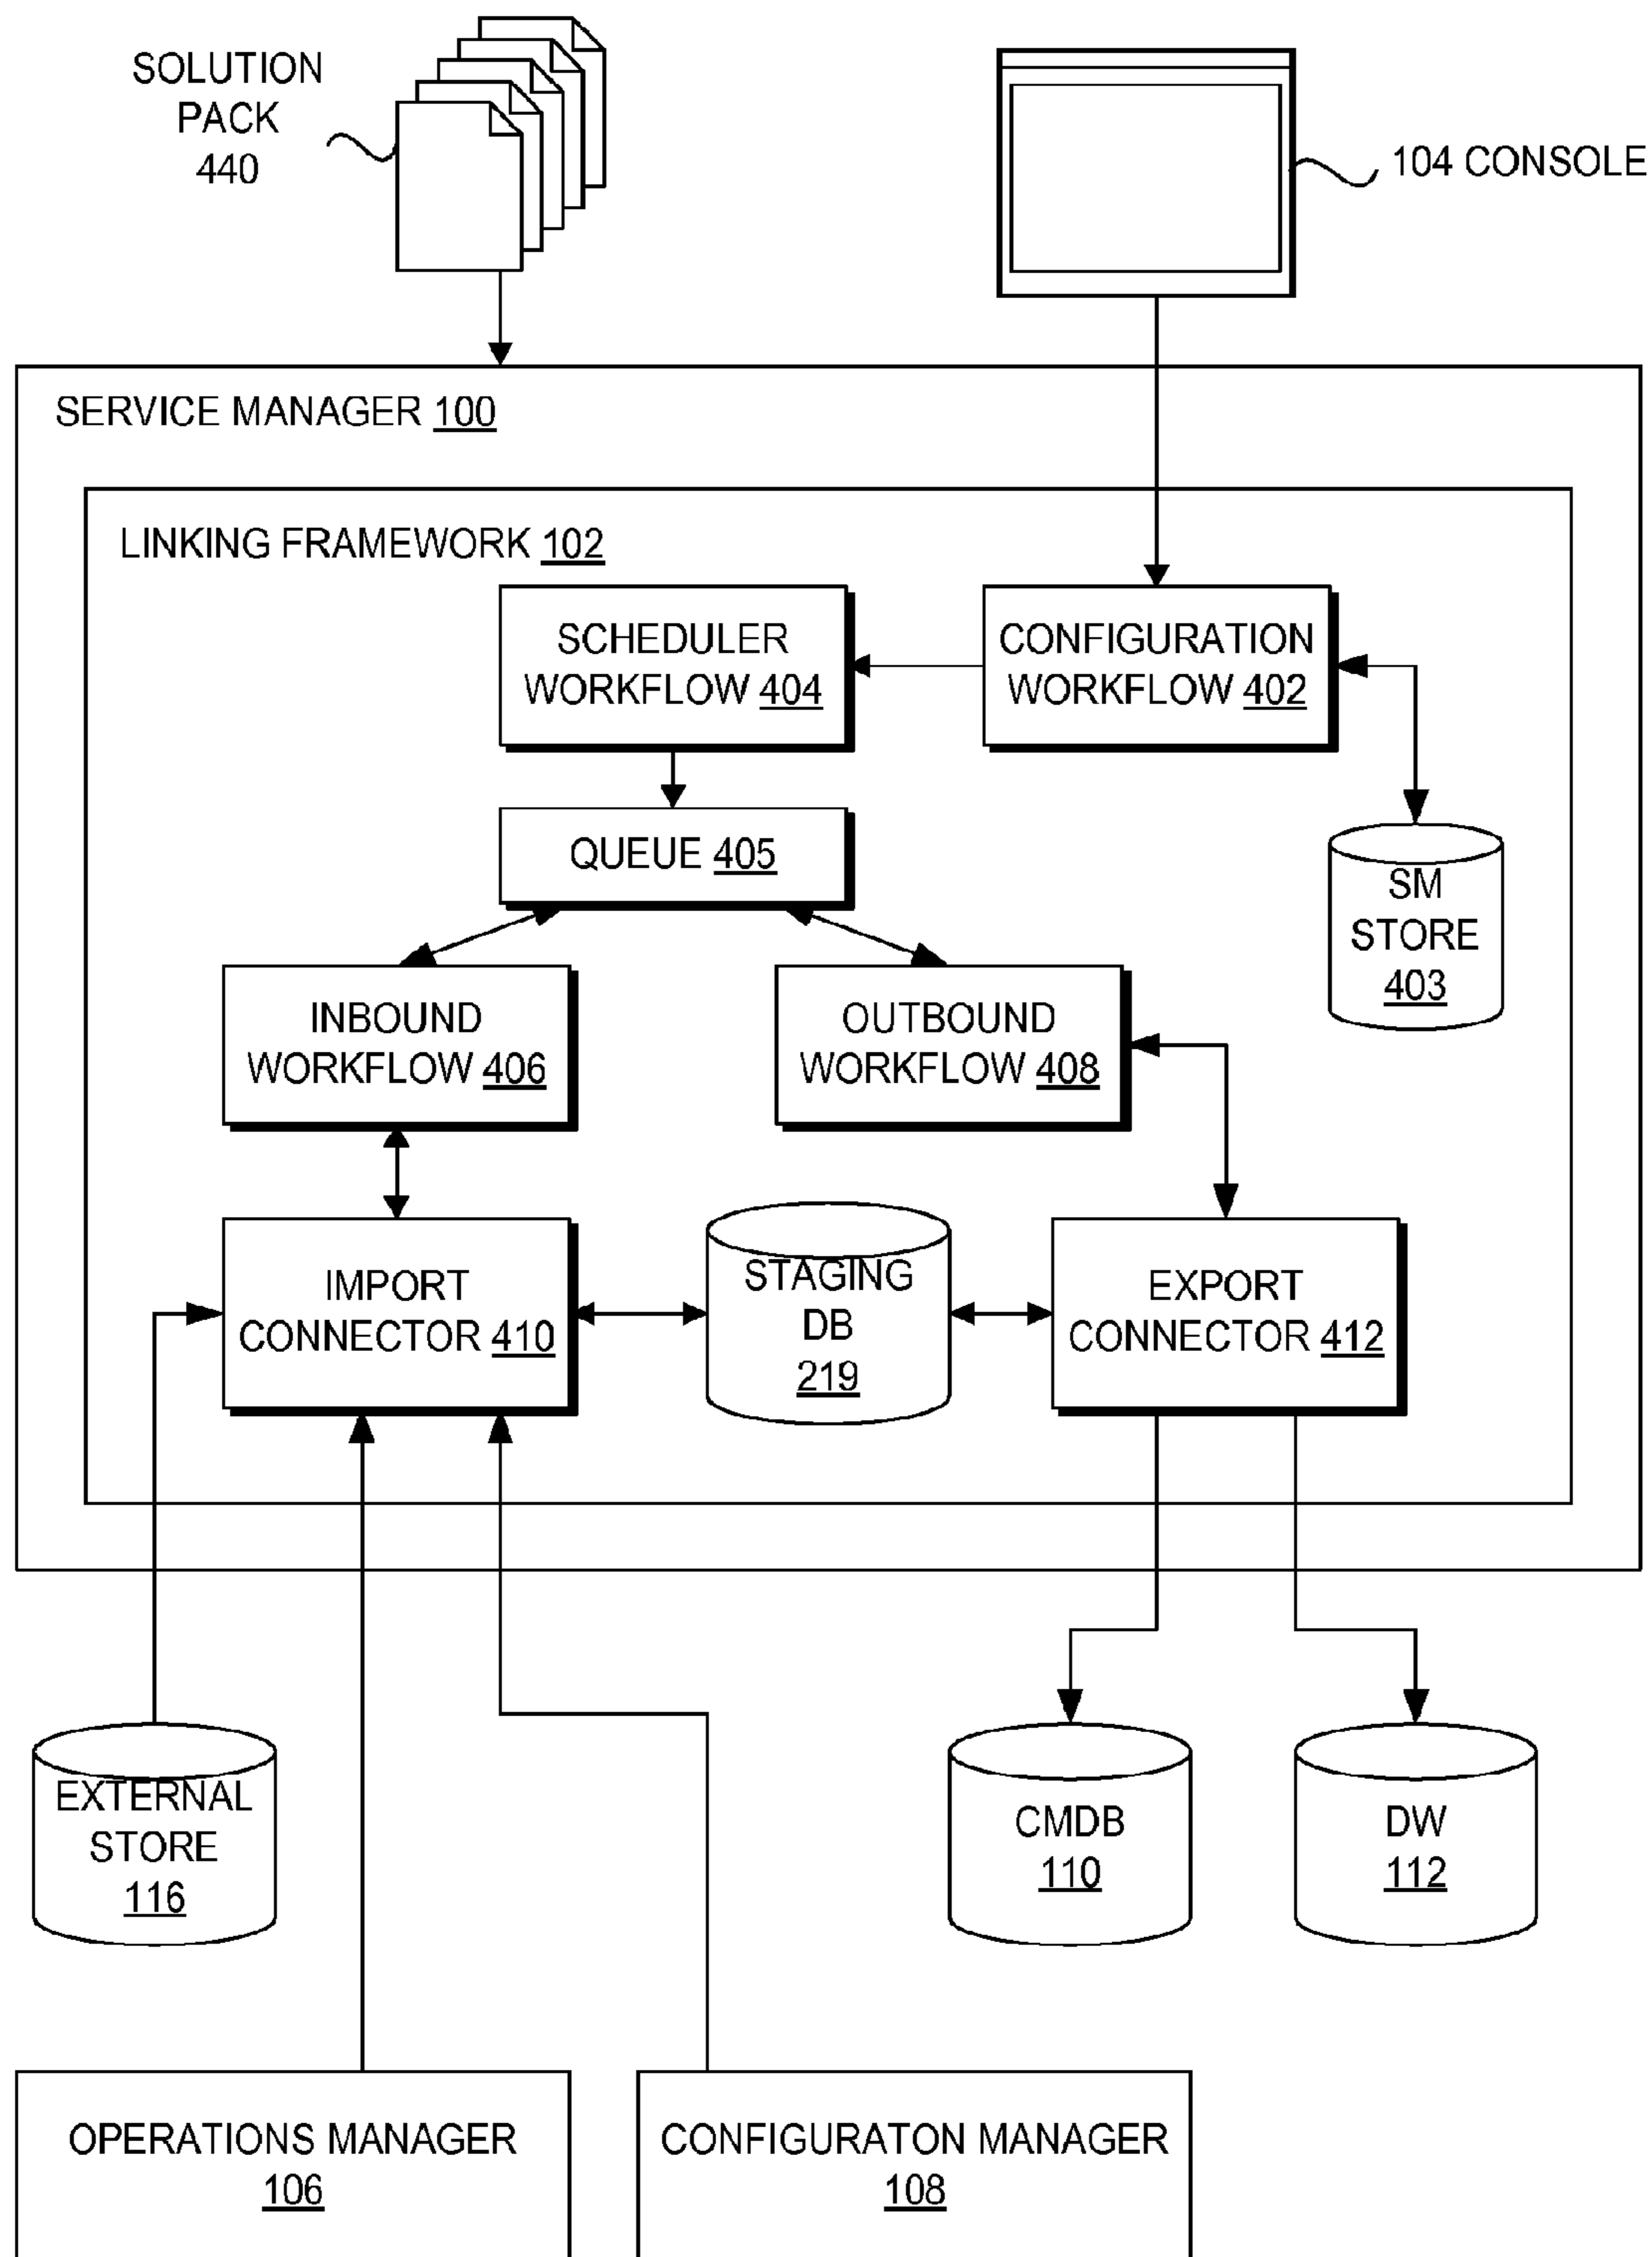 SOLUTION
PACK
440
104 CONSOLE
SERVICE MANAGER 100
LINKING FRAMEWORK 102
SCHEDULER
WORKFLOW 404
CONFIGURATION
WORKFLOW 402
QUEUE 405
SM
STORE
403
INBOUND
WORKFLOW 406
OUTBOUND
WORKFLOW 408
IMPORT
CONNECTOR 410
STAGING
DB
219
EXPORT
CONNECTOR 412
EXTERNAL
STORE
116
CMDB
110
DW
112
OPERATIONS MANAGER
106
CONFIGURATON MANAGER
108